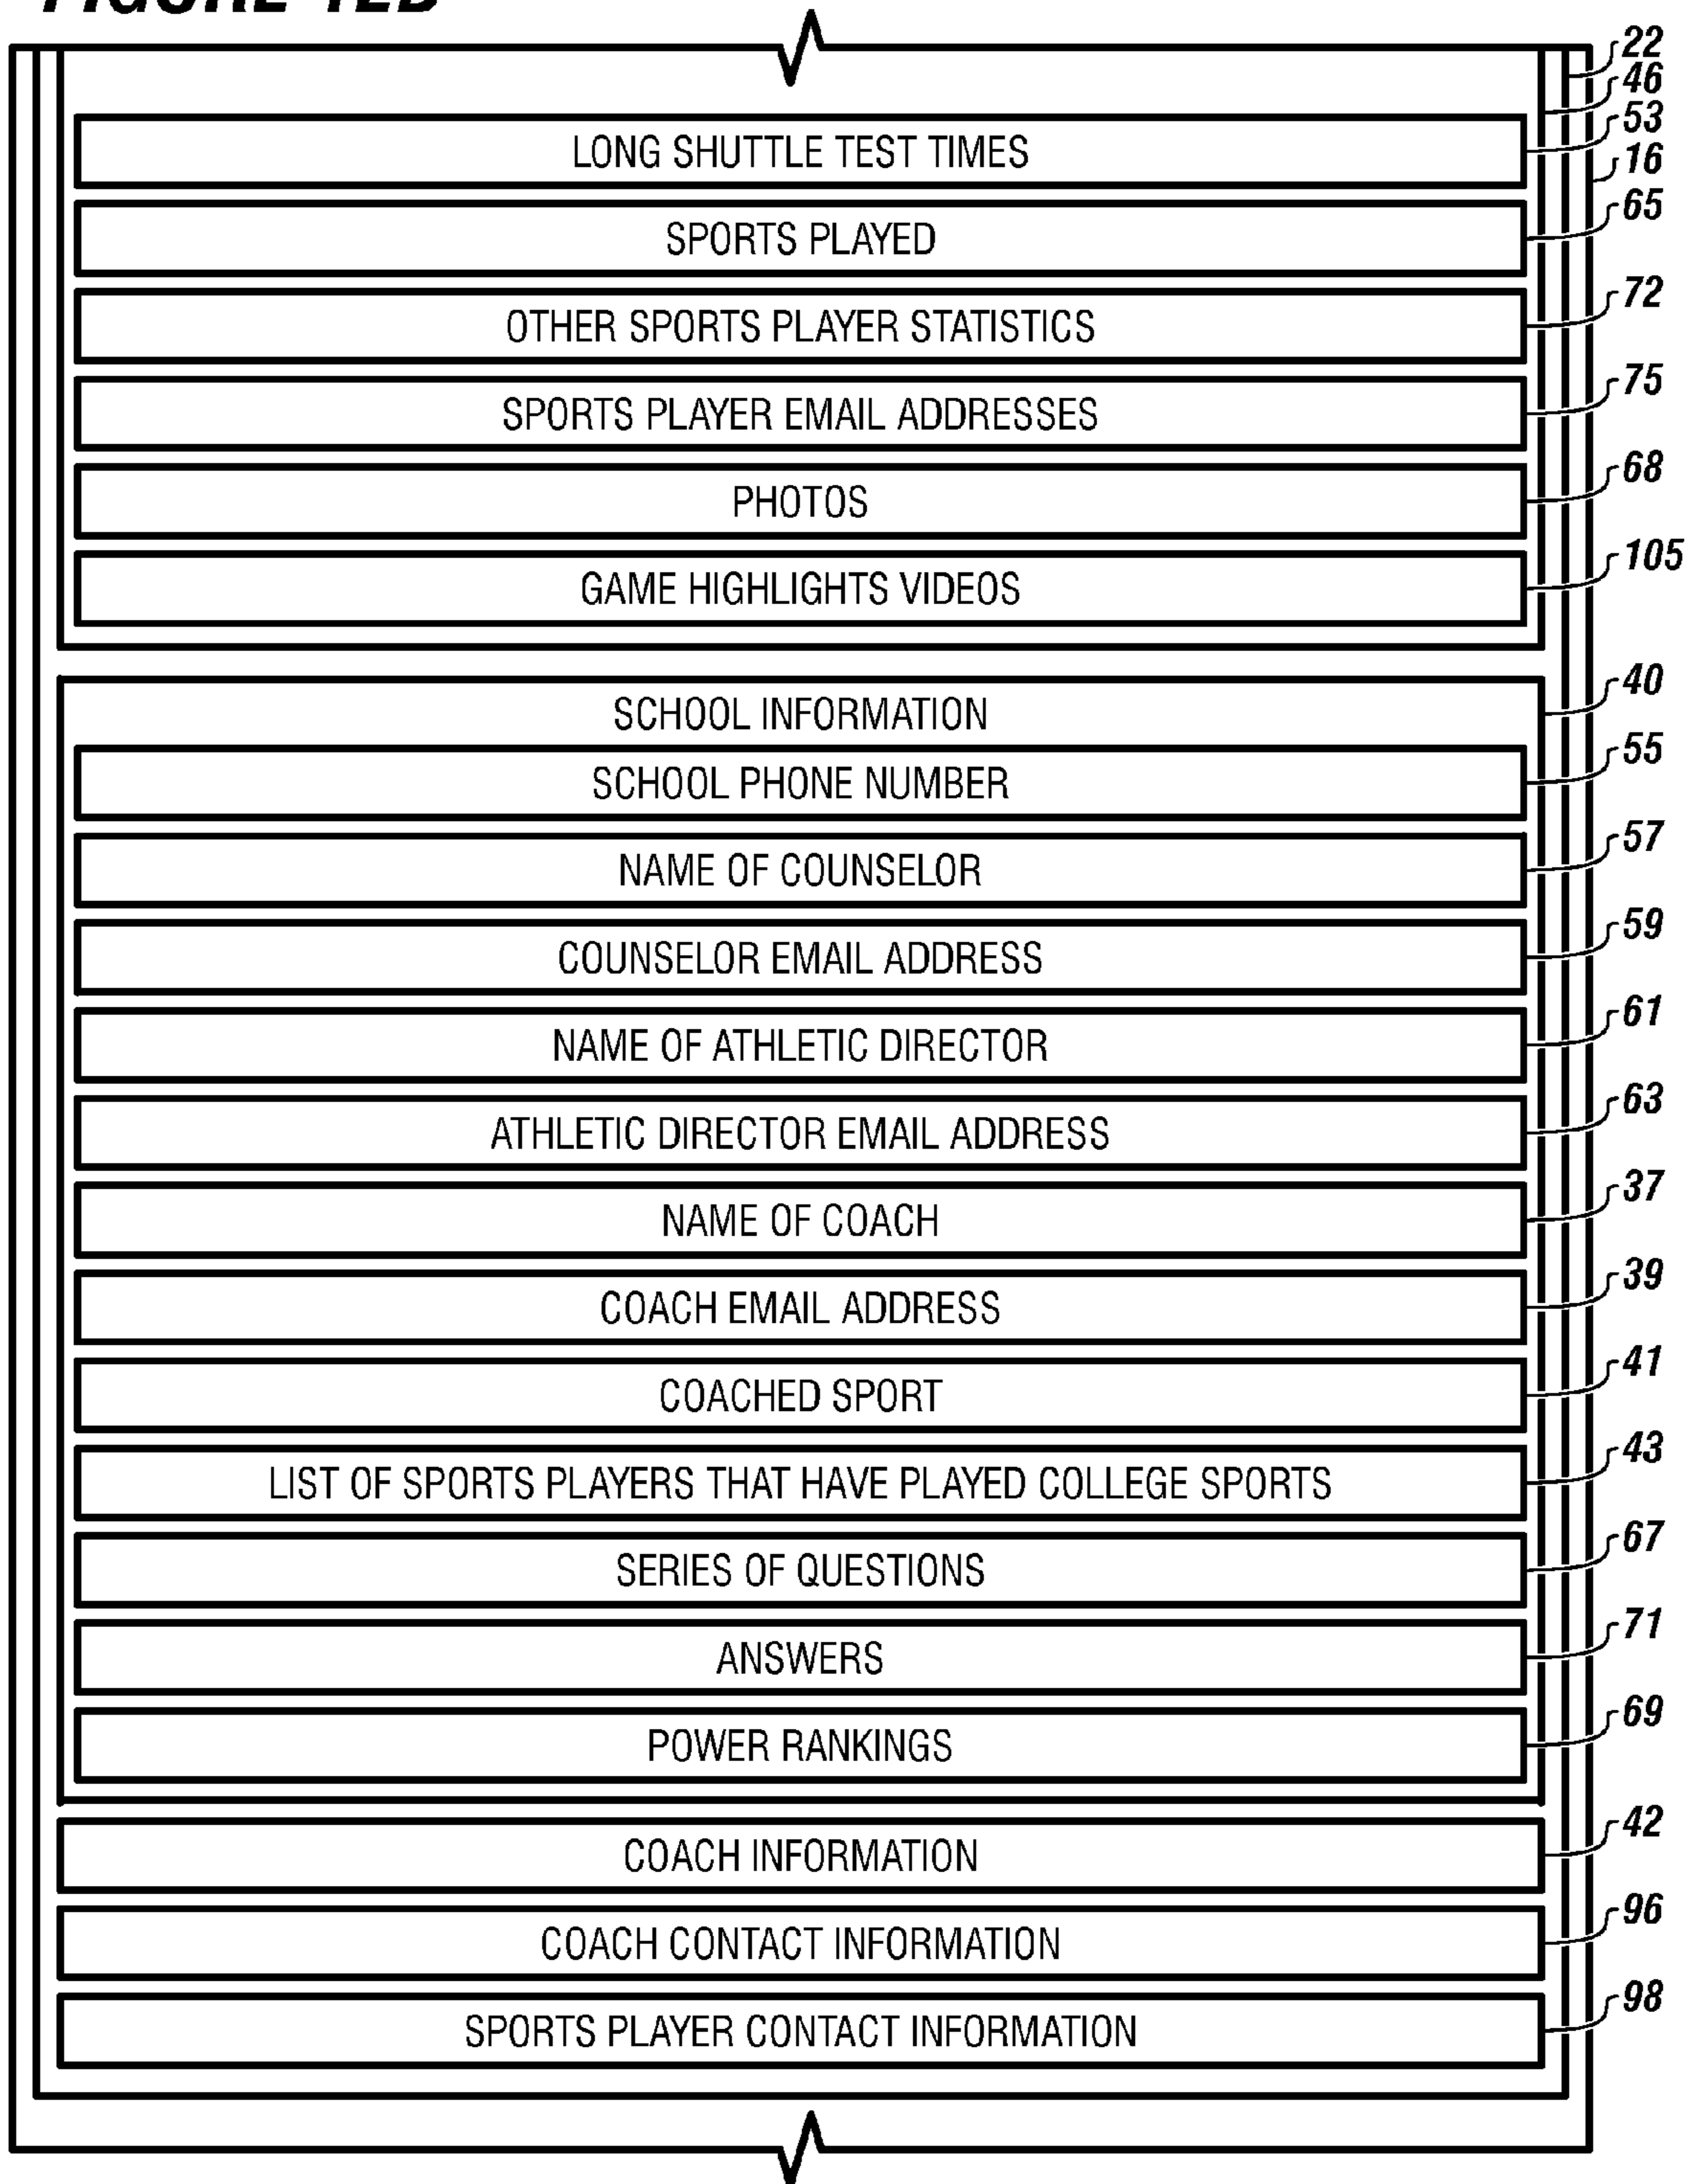 22
46
LONG SHUTTLE TEST TIMES 53
16
SPORTS PLAYED 65
OTHER SPORTS PLAYER STATISTICS 72
SPORTS PLAYER EMAIL ADDRESSES 75
PHOTOS 68
GAME HIGHLIGHTS VIDEOS 105
SCHOOL INFORMATION 40
SCHOOL PHONE NUMBER 55
NAME OF COUNSELOR 57
COUNSELOR EMAIL ADDRESS 59
NAME OF ATHLETIC DIRECTOR 61
ATHLETIC DIRECTOR EMAIL ADDRESS 63
NAME OF COACH 37
COACH EMAIL ADDRESS 39
COACHED SPORT 41
LIST OF SPORTS PLAYERS THAT HAVE PLAYED COLLEGE SPORTS 43
SERIES OF QUESTIONS 67
ANSWERS 71
POWER RANKINGS 69
COACH INFORMATION 42
COACH CONTACT INFORMATION 96
SPORTS PLAYER CONTACT INFORMATION 98